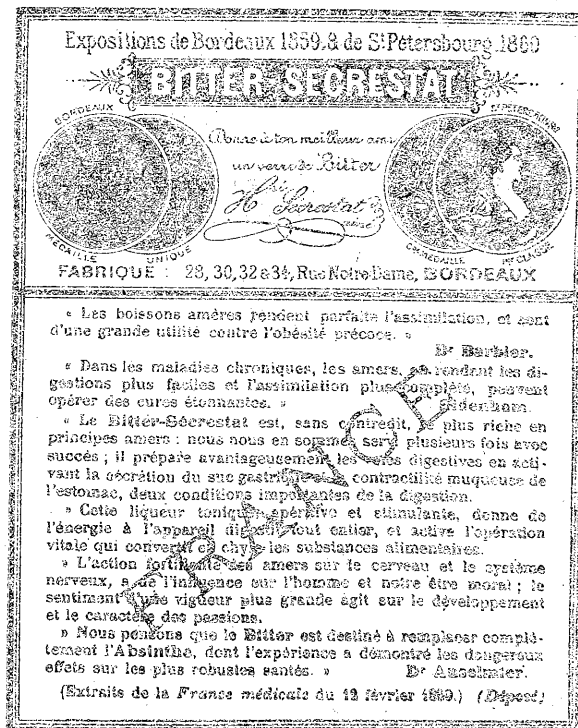 Expositions de Bordeaux 1859, & de St Pétersbourg 1860
BITTER-SECRESTAT
BORDEAUX
St PÉTERSBOURG
Donne à ton meilleur ami
un verre de Bitter
Hte Secrestat
MÉDAILLE UNIQUE
MÉDAILLE 1re CLASSE
FABRIQUE : 28, 30, 32 & 34, Rue Notre Dame, BORDEAUX
« Les boissons amères rendent parfaite l'assimilation, et sont
d'une grande utilité contre l'obésité précoce. »
Dr Barbier.
« Dans les maladies chroniques, les amers, en rendant les di-
gestions plus faciles et l'assimilation plus complète, peuvent
opérer des cures étonnantes. » Sidenham.
« Le Bitter-Secrestat est, sans contredit, le plus riche en
principes amers : nous nous en sommes servi plusieurs fois avec
succès ; il prépare avantageusement les voies digestives en acti-
vant la sécrétion du suc gastrique et la contractilité muqueuse de
l'estomac, deux conditions importantes de la digestion.
» Cette liqueur tonique, apéritive et stimulante, donne de
l'énergie à l'appareil digestif tout entier, et active l'opération
vitale qui convertit en chyle les substances alimentaires.
» L'action fortifiante des amers sur le cerveau et le système
nerveux, a de l'influence sur l'homme et notre être moral ; le
sentiment d'une vigueur plus grande agit sur le développement
et le caractère des passions.
» Nous pensons que le Bitter est destiné à remplacer complè-
tement l'Absinthe, dont l'expérience a démontré les dangereux
effets sur les plus robustes santés. » Dr Anselmier.
(Extraits de la France médicale du 12 février 1860.) (Déposé)